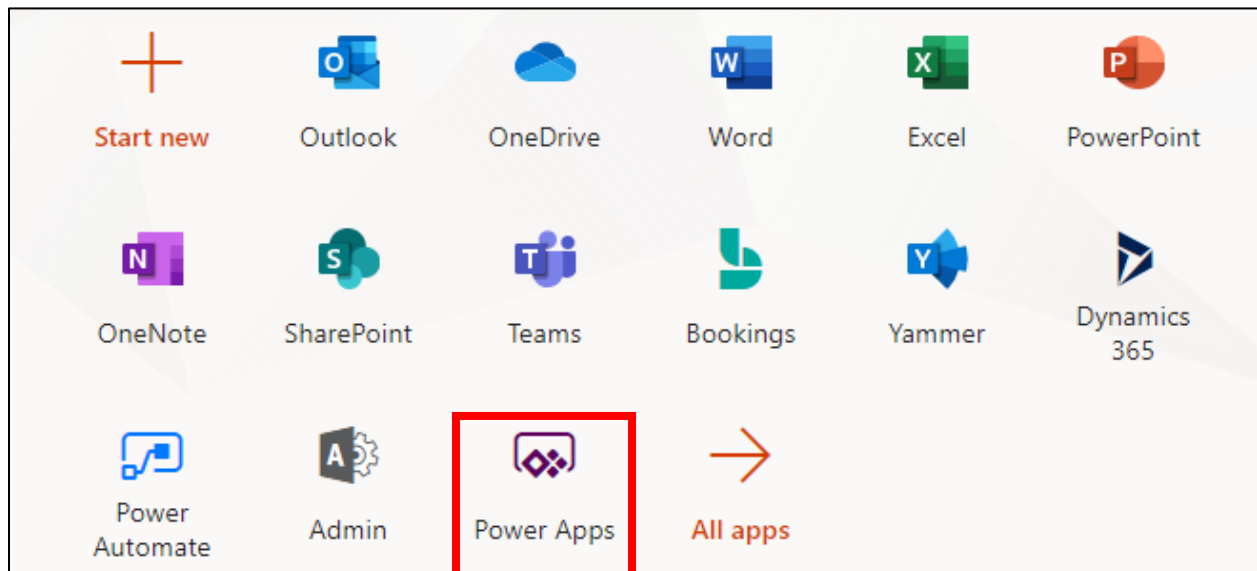 Start new
Outlook
OneDrive
Word
Excel
PowerPoint
OneNote
SharePoint
Teams
Bookings
Yammer
Dynamics
365
Power
Automate
Admin
Power Apps
All apps